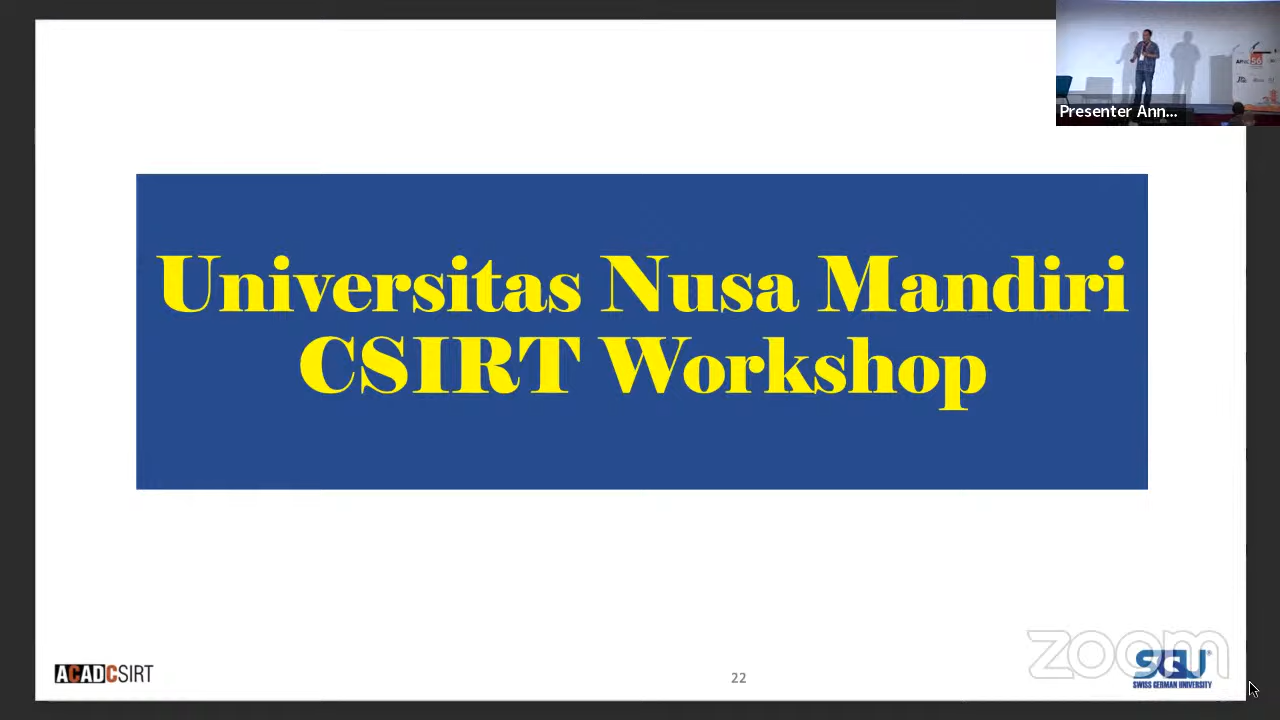 Presenter Ann...
Universitas Nusa Mandiri
CSIRT Workshop
ACADCSIRT
22
zoom
SGU
SWISS GERMAN UNIVERSITY